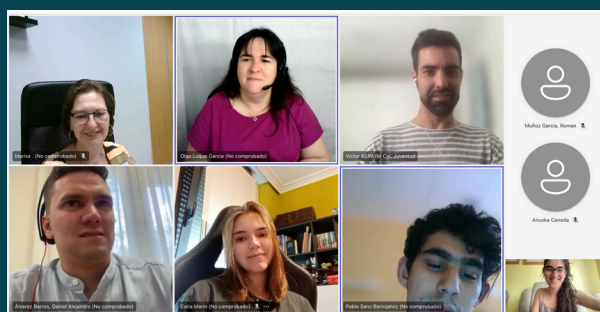 Marisa . (No comprobado)
Olga Luque García (No comprobado)
Víctor ASPAYM CyL Juventud
Muñoz García, Roman
Anuska Caneda
Álvarez Barros, Daniel Alejandro (No comprobado)
Carla Marín (No comprobado)
Pablo Sanz Berrojalviz (No comprobado)